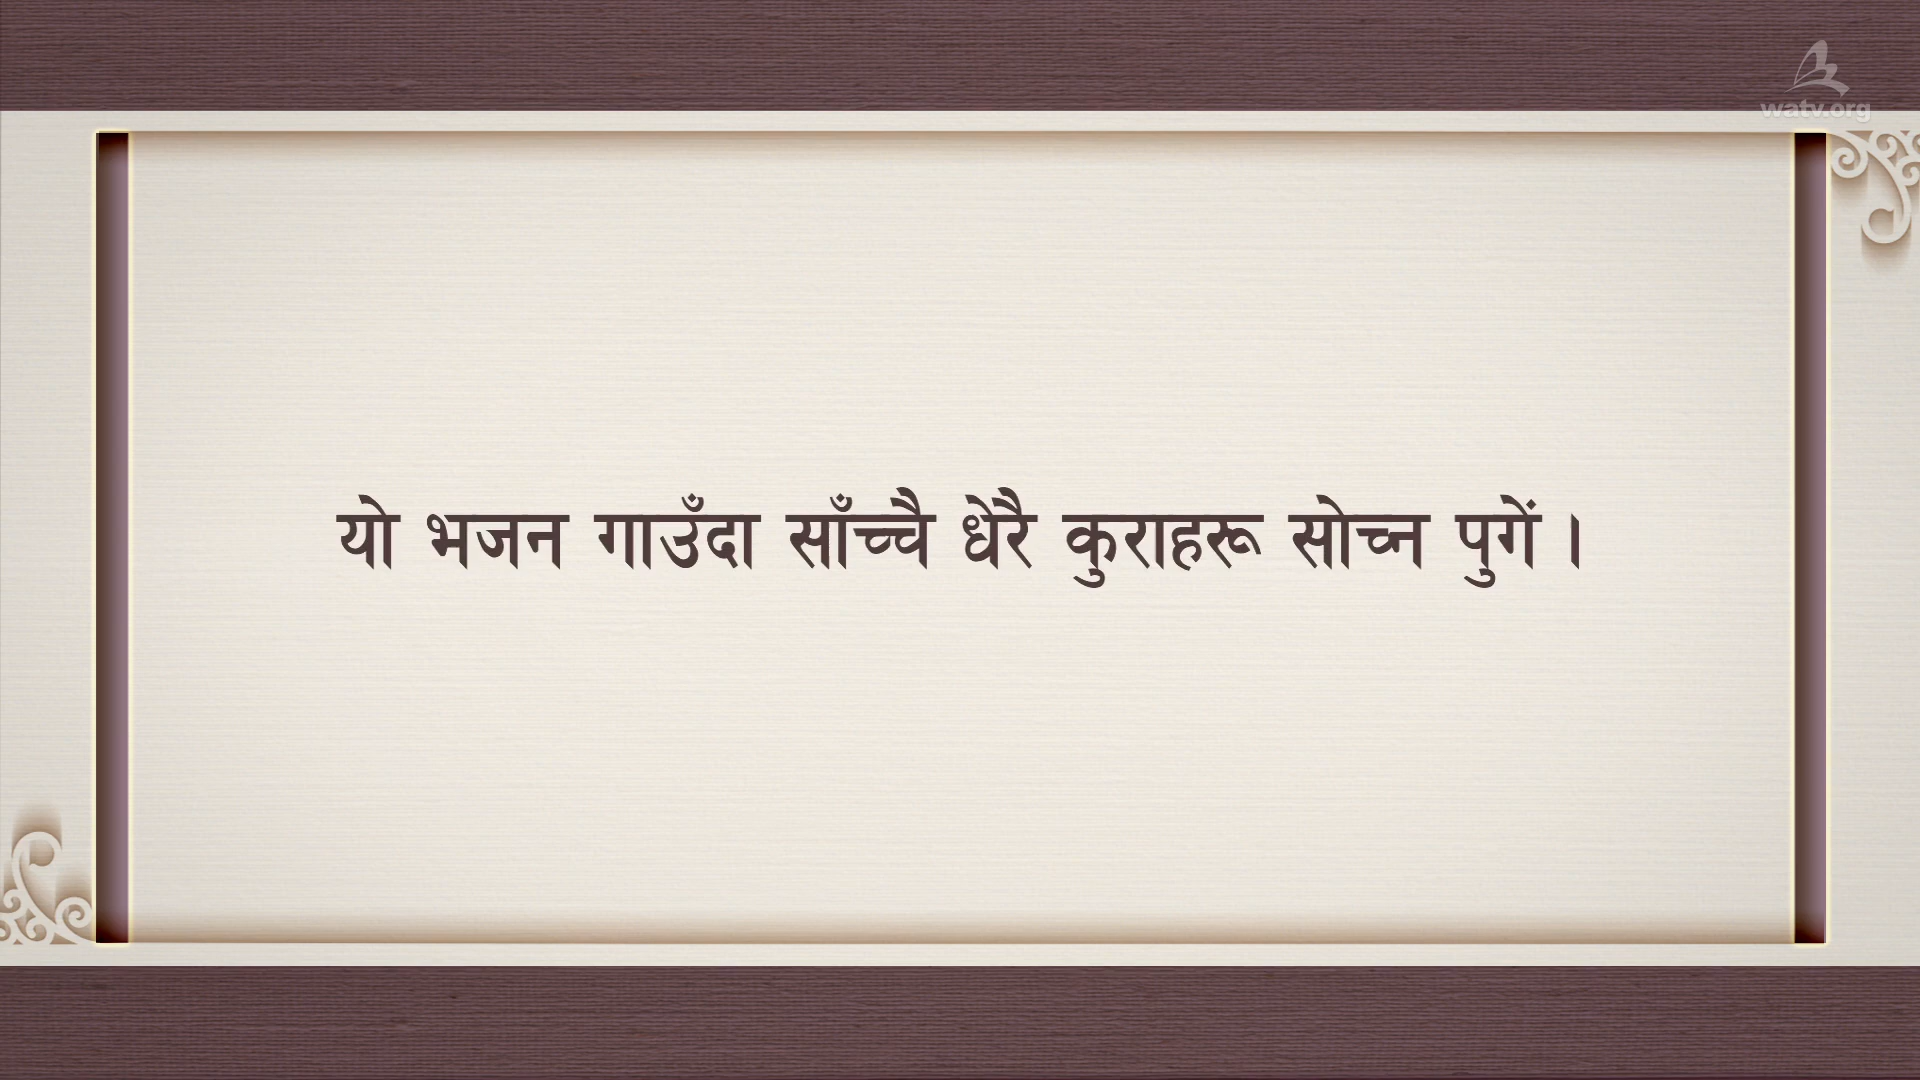 watv.org
यो भजन गाउँदा साँच्चै धेरै कुराहरू सोच्न पुगें ।